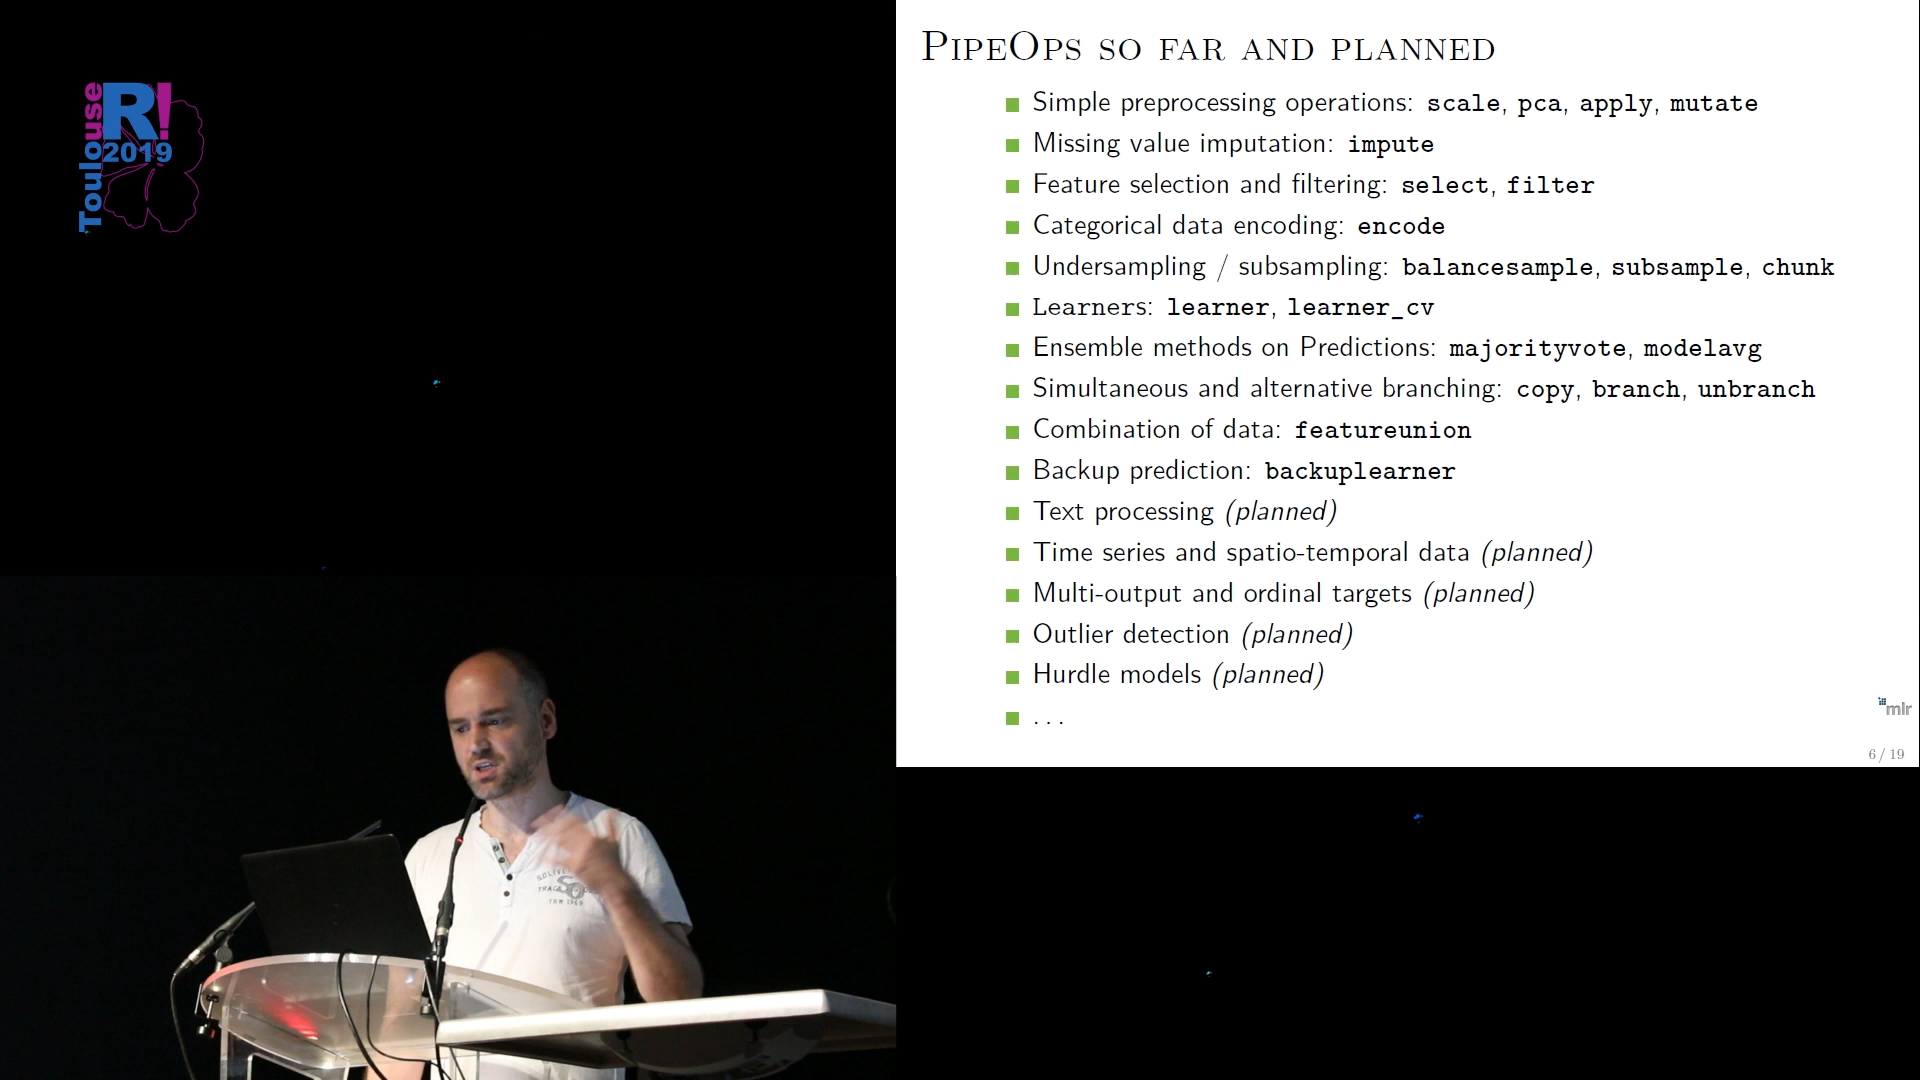 Toulouse
R!
2019
PipeOps so far and planned
Simple preprocessing operations: scale, pca, apply, mutate
Missing value imputation: impute
Feature selection and filtering: select, filter
Categorical data encoding: encode
Undersampling / subsampling: balancesample, subsample, chunk
Learners: learner, learner_cv
Ensemble methods on Predictions: majorityvote, modelavg
Simultaneous and alternative branching: copy, branch, unbranch
Combination of data: featureunion
Backup prediction: backuplearner
Text processing (planned)
Time series and spatio-temporal data (planned)
Multi-output and ordinal targets (planned)
Outlier detection (planned)
Hurdle models (planned)
...
mlr
6 / 19